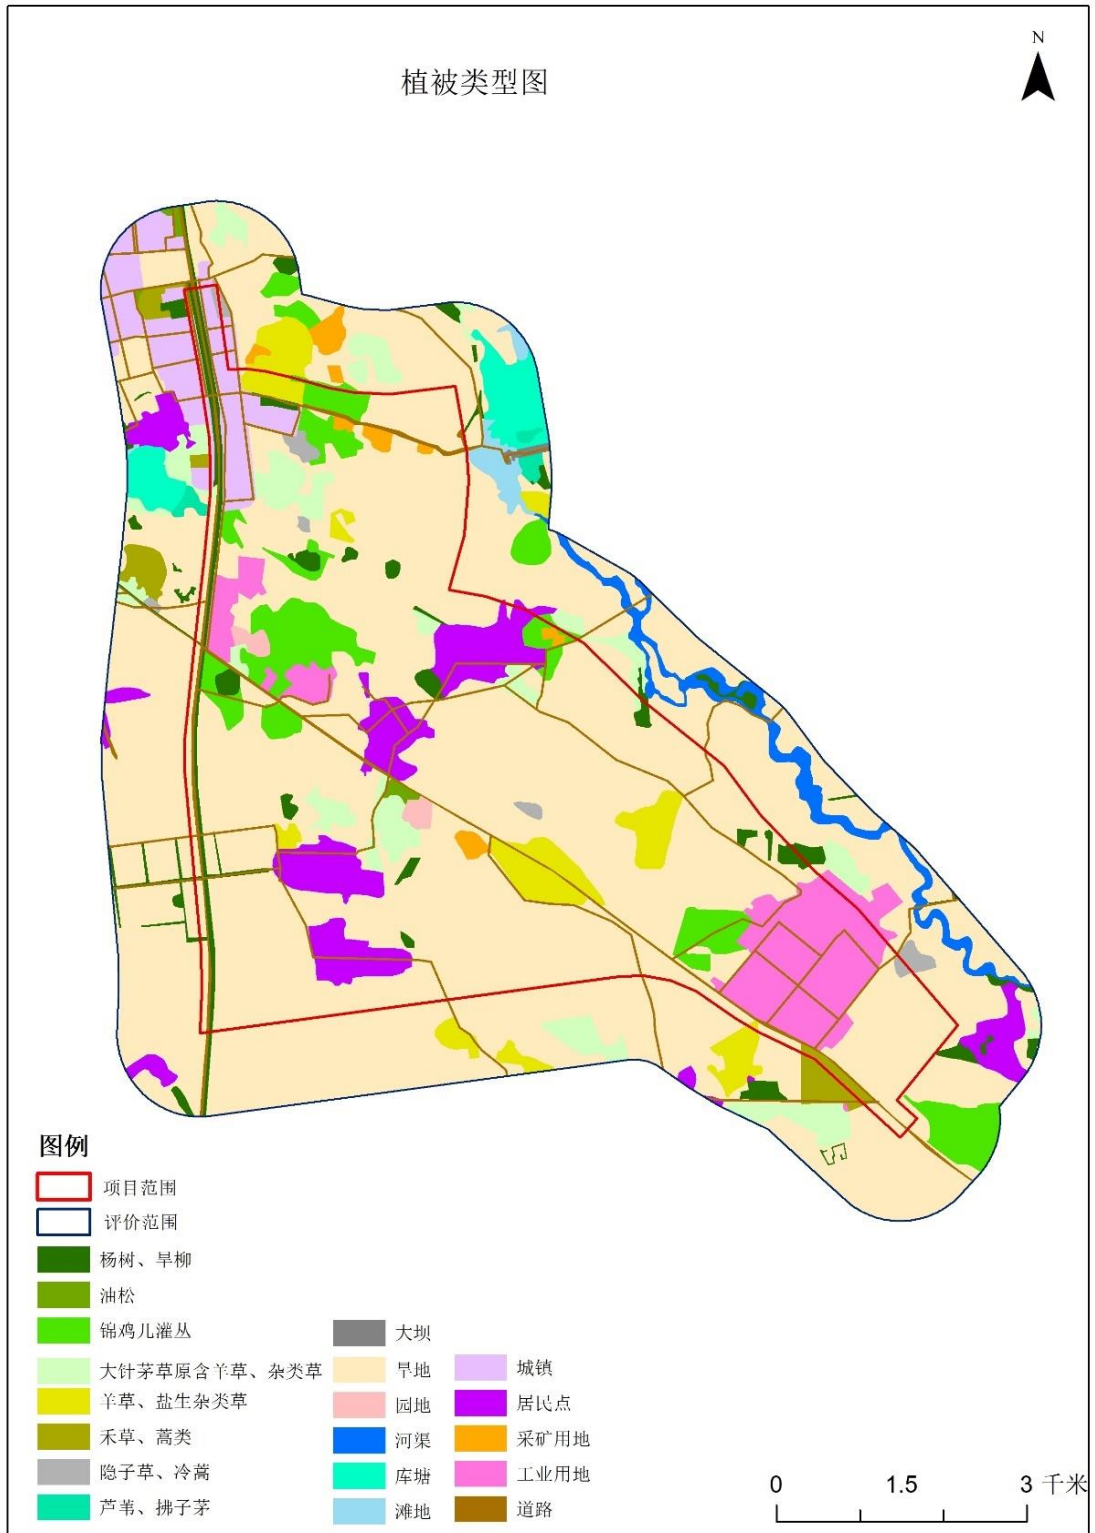 N
植被类型图
图例
项目范围
评价范围
杨树、旱柳
油松
锦鸡儿灌丛
大针茅草原含羊草、杂类草
羊草、盐生杂类草
禾草、蒿类
隐子草、冷蒿
芦苇、拂子茅
大坝
旱地
园地
河渠
库塘
滩地
城镇
居民点
采矿用地
工业用地
道路
0 1.5 3 千米